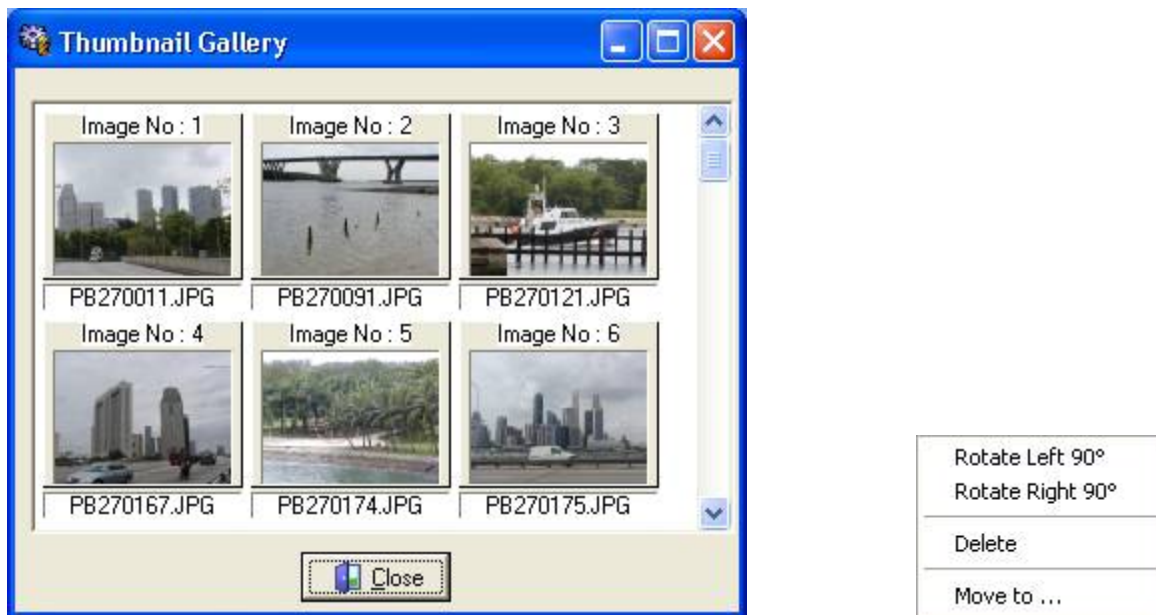 Thumbnail Gallery
Image No : 1
Image No : 2
Image No : 3
PB270011.JPG
PB270091.JPG
PB270121.JPG
Image No : 4
Image No : 5
Image No : 6
PB270167.JPG
PB270174.JPG
PB270175.JPG
Close
Rotate Left 90º
Rotate Right 90º
Delete
Move to ...